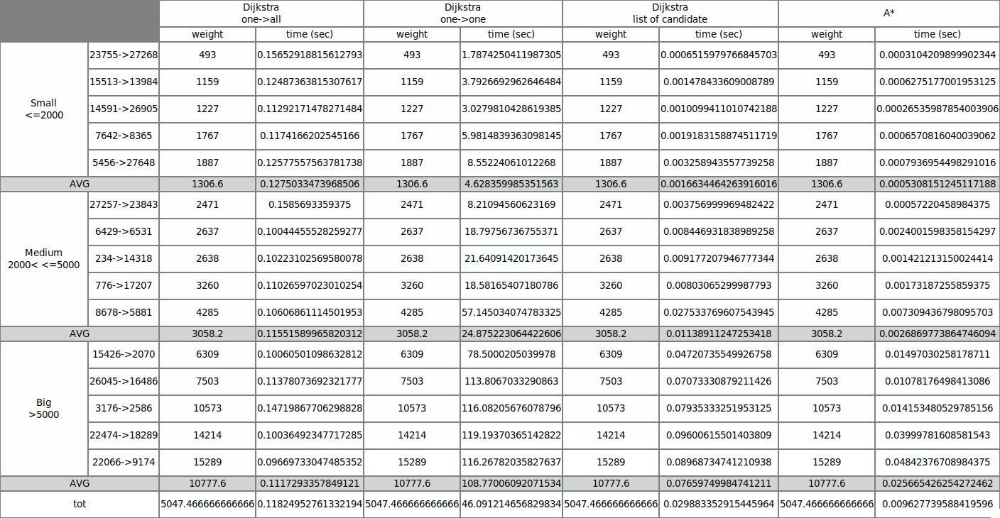 Dijkstra
one->all
Dijkstra
one->one
Dijkstra
list of candidate
A*
weight time (sec) weight time (sec) weight time (sec) weight time (sec)
Small
<=2000
23755->27268 493 0.15652918815612793 493 1.7874250411987305 493 0.0006515979766845703 493 0.0003104209899902344
15513->13984 1159 0.12487363815307617 1159 3.7926692962646484 1159 0.001478433609008789 1159 0.0006275177001953125
14591->26905 1227 0.11292171478271484 1227 3.0279810428619385 1227 0.0010099411010742188 1227 0.00026535987854003906
7642->8365 1767 0.1174166202545166 1767 5.9814839363098145 1767 0.0019183158874511719 1767 0.0006570816040039062
5456->27648 1887 0.12577557563781738 1887 8.55224061012268 1887 0.003258943557739258 1887 0.0007936954498291016
AVG 1306.6 0.1275033473968506 1306.6 4.628359985351563 1306.6 0.0016634464263916016 1306.6 0.0005308151245117188
Medium
2000< <=5000
27257->23843 2471 0.1585693359375 2471 8.21094560623169 2471 0.003756999969482422 2471 0.00057220458984375
6429->6531 2637 0.10044455528259277 2637 18.79756736755371 2637 0.008446931838989258 2637 0.0024001598358154297
234->14318 2638 0.10223102569580078 2638 21.64091420173645 2638 0.009177207946777344 2638 0.001421213150024414
776->17207 3260 0.11026597023010254 3260 18.58165407180786 3260 0.00803065299987793 3260 0.00173187255859375
8678->5881 4285 0.10606861114501953 4285 57.145034074783325 4285 0.027533769607543945 4285 0.007309436798095703
AVG 3058.2 0.11551589965820312 3058.2 24.875223064422606 3058.2 0.01138911247253418 3058.2 0.0026869773864746094
Big
>5000
15426->2070 6309 0.10060501098632812 6309 78.5000205039978 6309 0.04720735549926758 6309 0.01497030258178711
26045->16486 7503 0.11378073692321777 7503 113.8067033290863 7503 0.07073330879211426 7503 0.01078176498413086
3176->2586 10573 0.14719867706298828 10573 116.08205676078796 10573 0.07935333251953125 10573 0.014153480529785156
22474->18289 14214 0.10036492347717285 14214 119.19370365142822 14214 0.09600615501403809 14214 0.03999781608581543
22066->9174 15289 0.09669733047485352 15289 116.26782035827637 15289 0.08968734741210938 15289 0.04842376708984375
AVG 10777.6 0.1117293357849121 10777.6 108.77006092071534 10777.6 0.07659749984741211 10777.6 0.025665426254272462
tot 5047.466666666666 0.11824952761332194 5047.466666666666 46.091214656829834 5047.466666666666 0.029883352915445964 5047.466666666666 0.009627739588419596